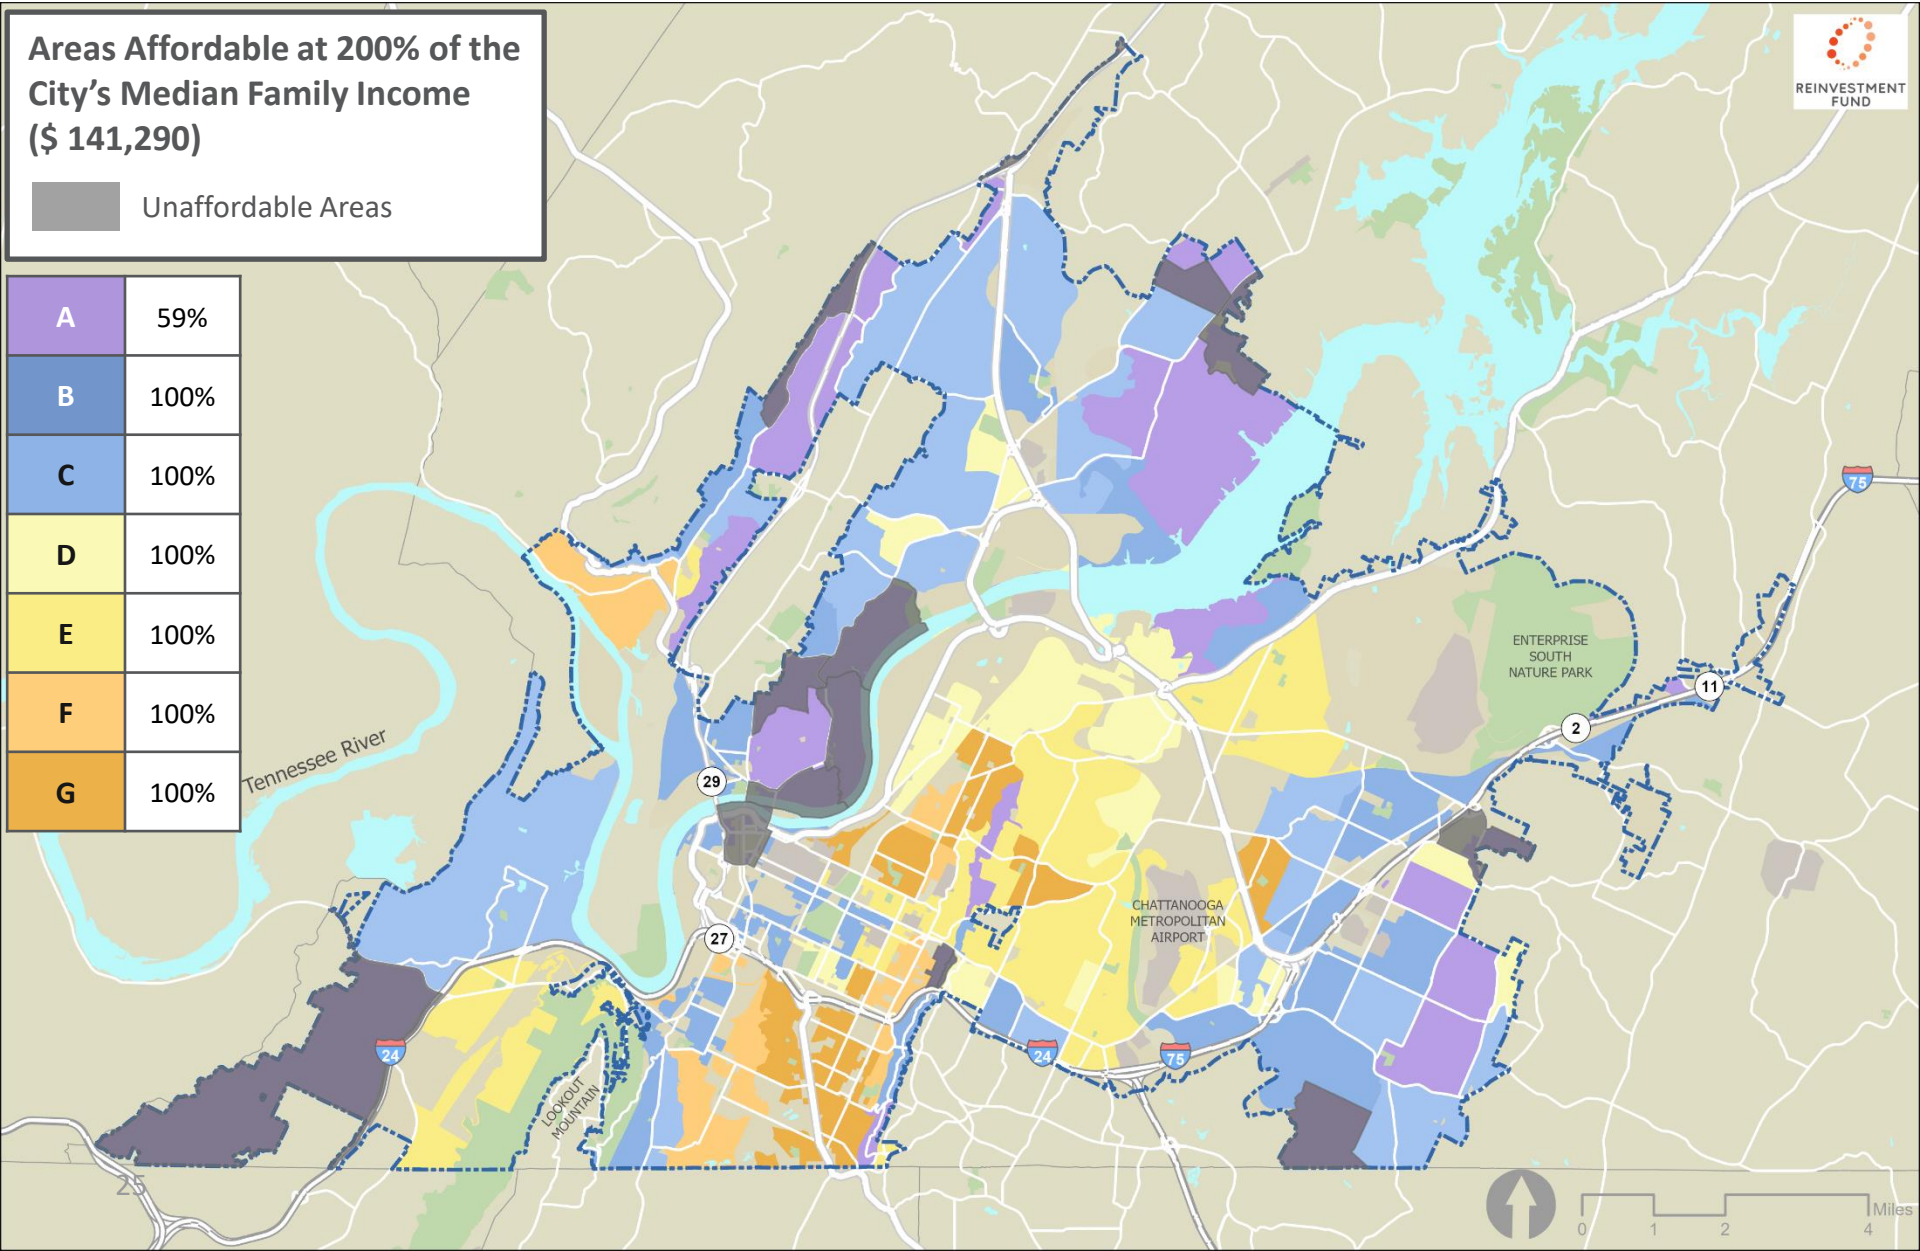 Areas Affordable at 200% of the
City's Median Family Income
($ 141,290)
Unaffordable Areas
REINVESTMENT
FUND
A 59%
B 100%
C 100%
D 100%
E 100%
F 100%
G 100%
Tennessee River
75
ENTERPRISE
SOUTH
NATURE PARK
11
2
29
CHATTANOOGA
METROPOLITAN
AIRPORT
27
24
24
75
LOOKOUT
MOUNTAIN
25
Miles
0 1 2 4